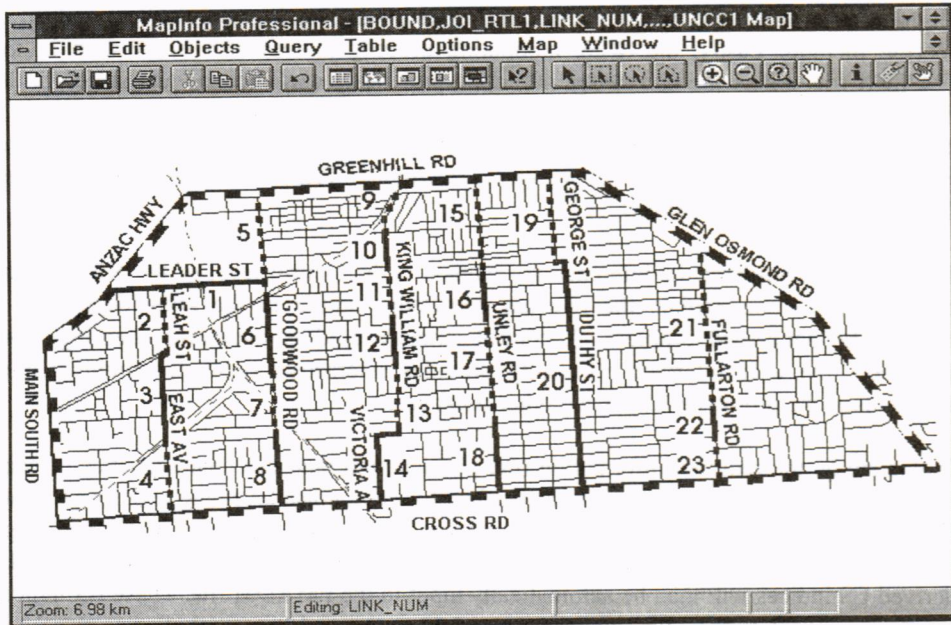 MapInfo Professional - [BOUND,JOI_RTL1,LINK_NUM,...,UNCC1 Map]
File Edit Objects Query Table Options Map Window Help
GREENHILL RD
ANZAC HWY
GLEN OSMOND RD
LEADER ST
LEAH ST
EAST AV
GOODWOOD RD
VICTORIA A
KING WILLIAM RD
UNLEY RD
GEORGE ST
DUTHY ST
FULLARTON RD
MAIN SOUTH RD
CROSS RD
1
2
3
4
5
6
7
8
9
10
11
12
13
14
15
16
17
18
19
20
21
22
23
Zoom: 6.98 km
Editing: LINK_NUM